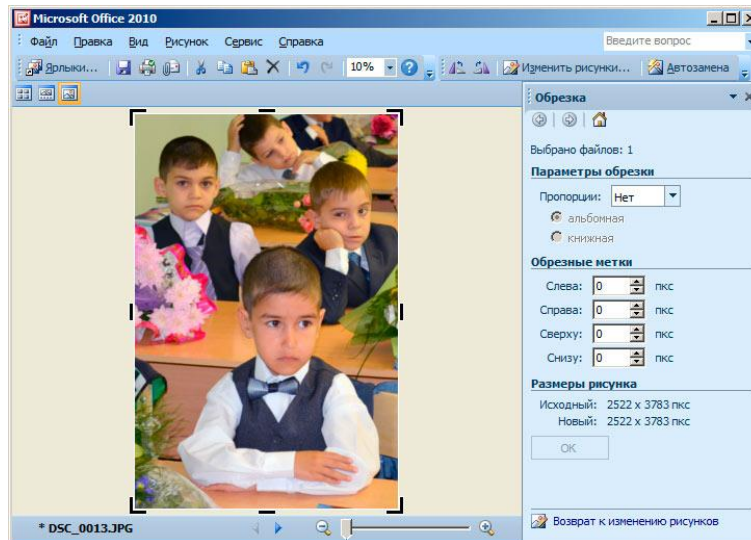 Microsoft Office 2010
Файл Правка Вид Рисунок Сервис Справка
Введите вопрос
Ярлыки... 10% Изменить рисунки... Автозамена
Обрезка
Выбрано файлов: 1
Параметры обрезки
Пропорции: Нет
альбомная
книжная
Обрезные метки
Слева: 0 пкс
Справа: 0 пкс
Сверху: 0 пкс
Снизу: 0 пкс
Размеры рисунка
Исходный: 2522 x 3783 пкс
Новый: 2522 x 3783 пкс
ОК
* DSC_0013.JPG
Возврат к изменению рисунков